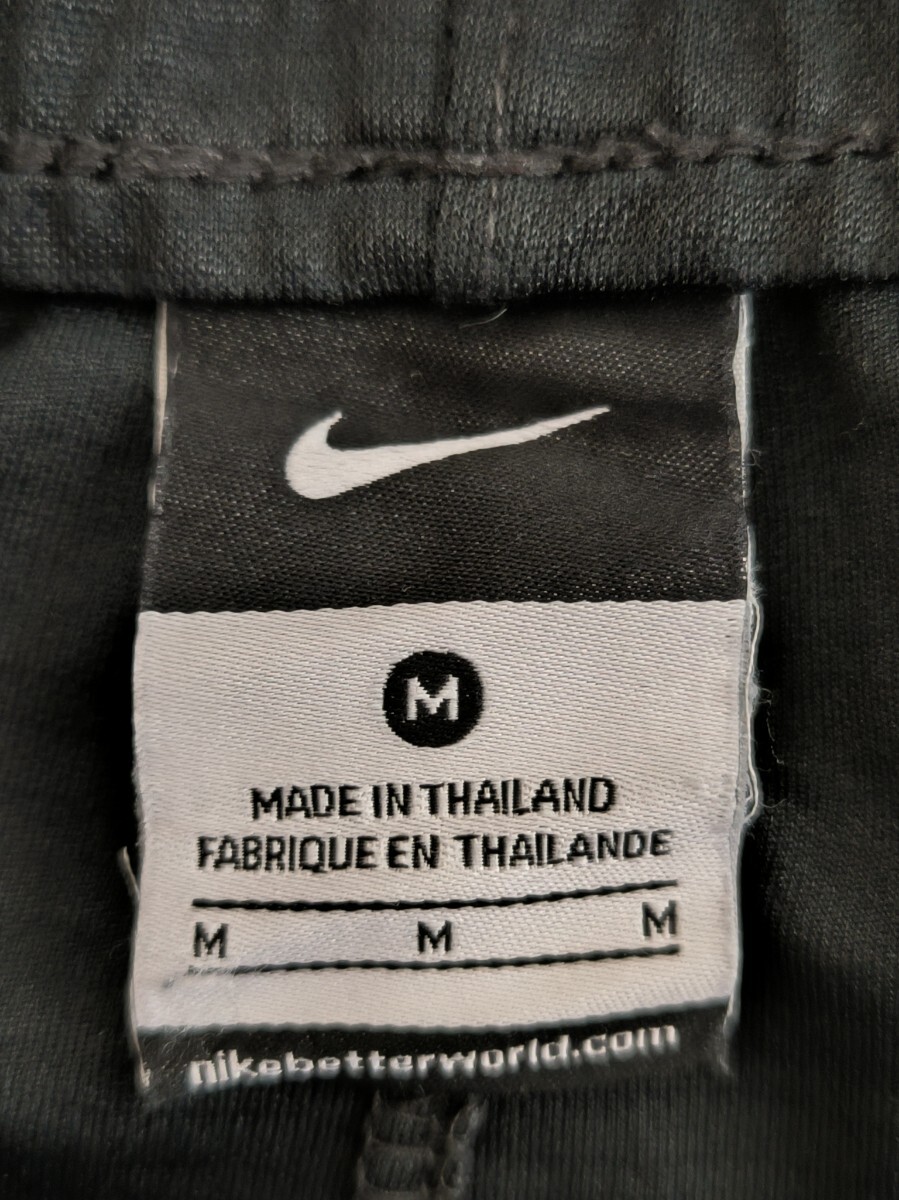 M
MADE IN THAILAND
FABRIQUE EN THAILANDE
M M M
nikebetterworld.com